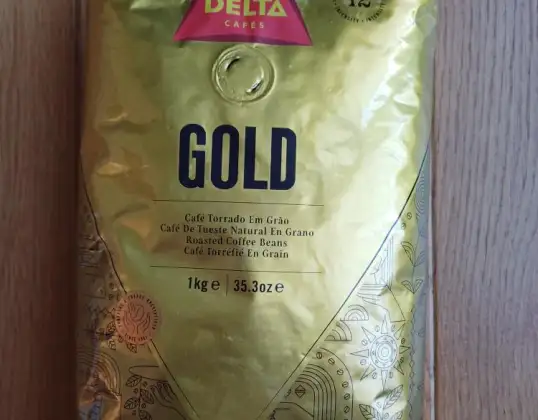 DELTA
CAFÉS
12
GOLD
Café Torrado Em Grão
Café De Tueste Natural En Grano
Roasted Coffee Beans
Café Torréfié En Grain
1kg e | 35.3oz e